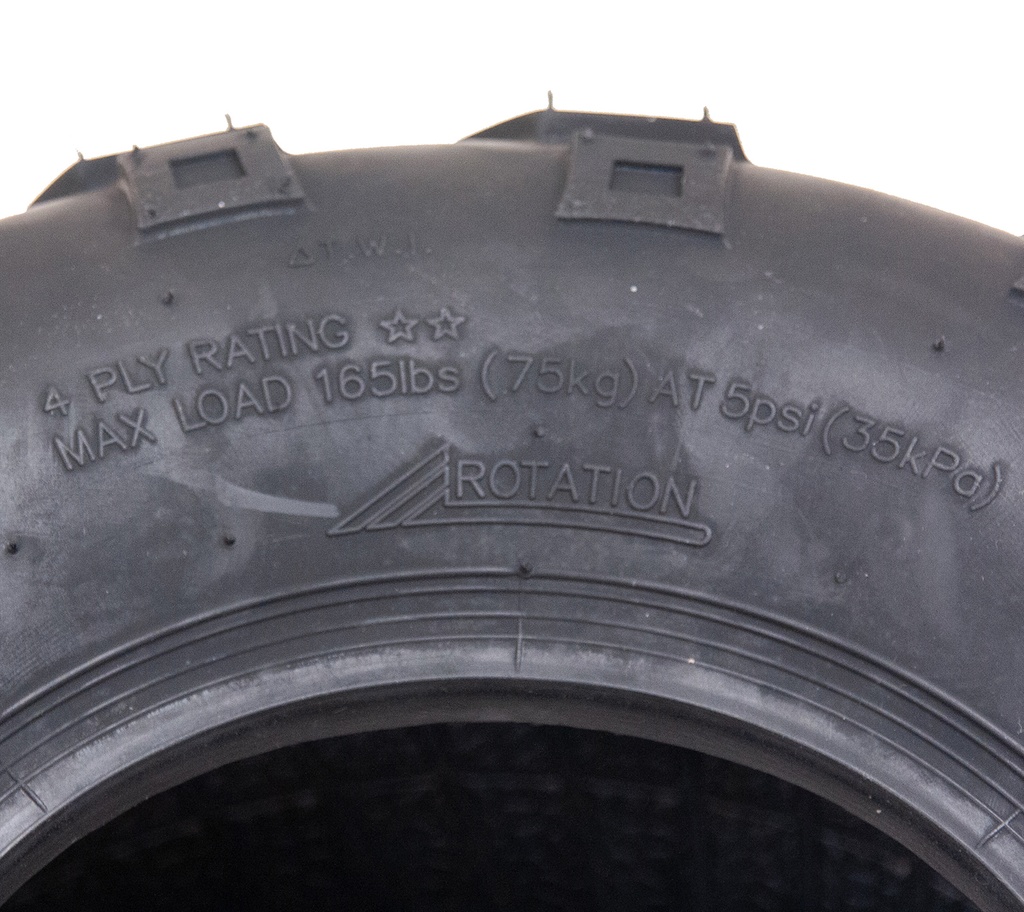 △T.W.I.
4 PLY RATING ☆☆
MAX LOAD 165lbs (75kg) AT 5psi (35kPa)
ROTATION